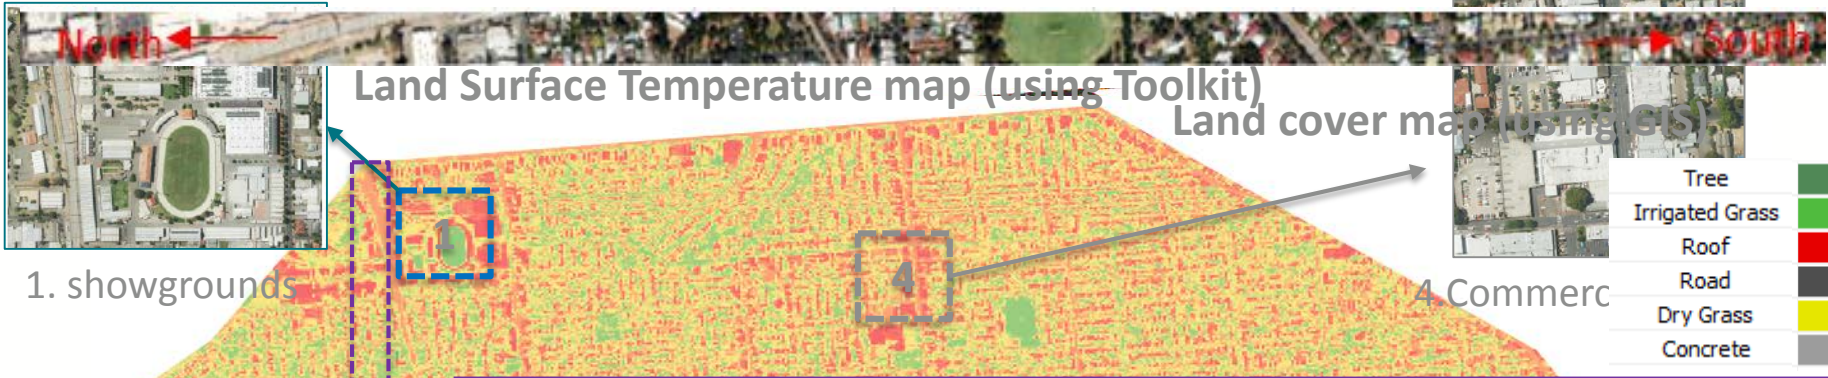 North
South
Land Surface Temperature map (using Toolkit)
Land cover map (using GIS)
Tree
Irrigated Grass
Roof
Road
Dry Grass
Concrete
1
4
1. showgrounds
4.Commerc